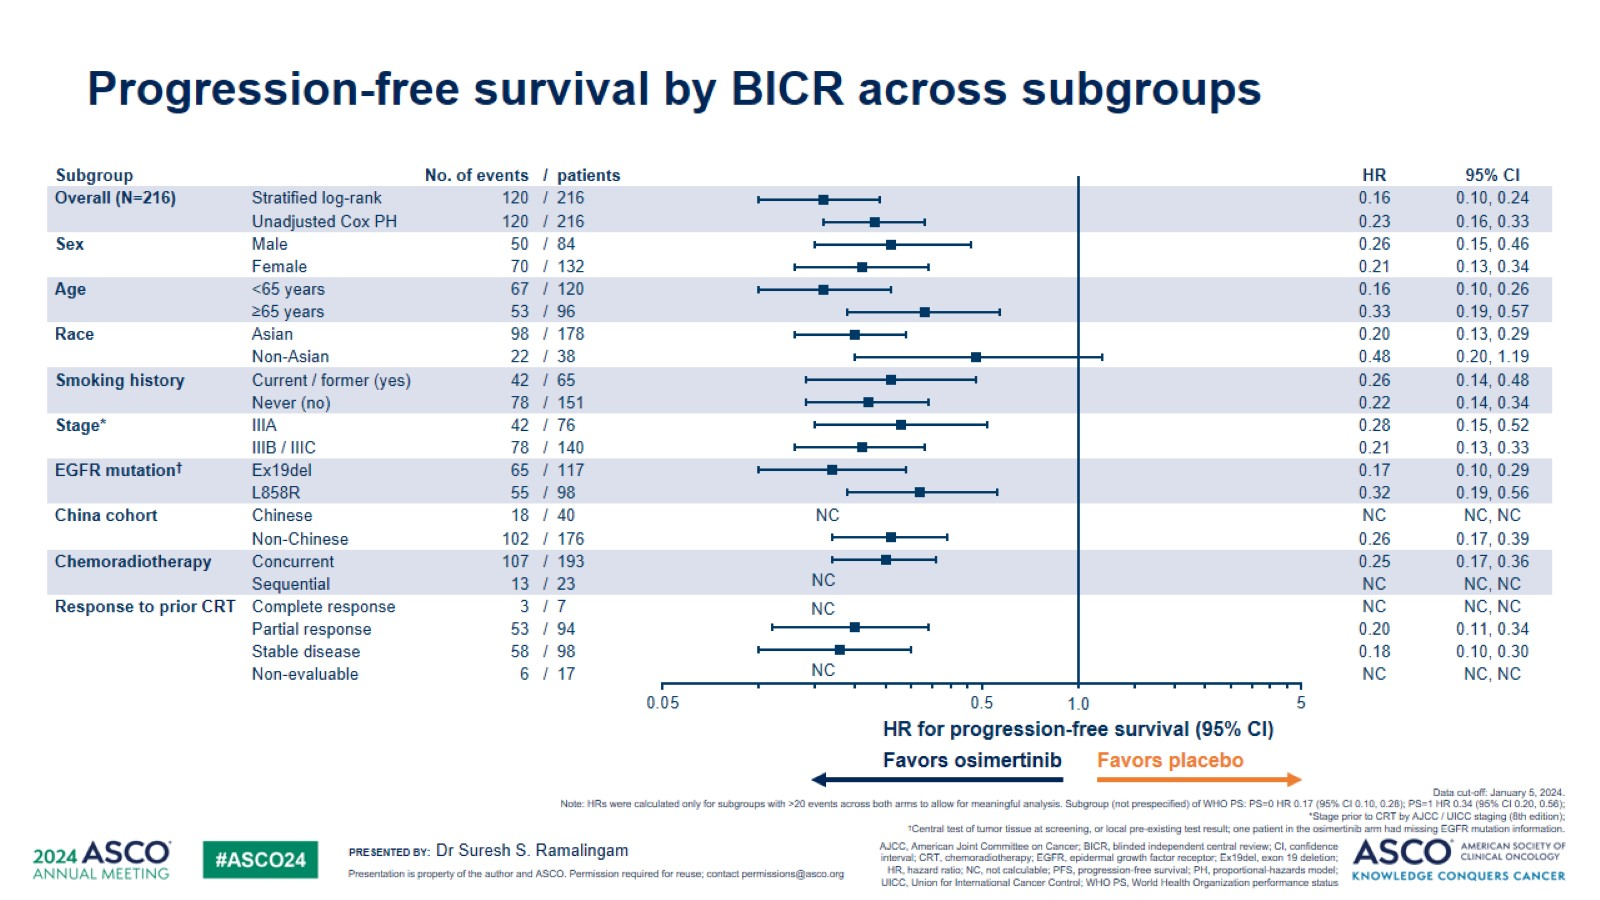 Progression-free survival by BICR across subgroups
Subgroup No. of events / patients HR 95% CI
Overall (N=216) Stratified log-rank 120 / 216 0.16 0.10, 0.24
Unadjusted Cox PH 120 / 216 0.23 0.16, 0.33
Sex Male 50 / 84 0.26 0.15, 0.46
Female 70 / 132 0.21 0.13, 0.34
Age <65 years 67 / 120 0.16 0.10, 0.26
≥65 years 53 / 96 0.33 0.19, 0.57
Race Asian 98 / 178 0.20 0.13, 0.29
Non-Asian 22 / 38 0.48 0.20, 1.19
Smoking history Current / former (yes) 42 / 65 0.26 0.14, 0.48
Never (no) 78 / 151 0.22 0.14, 0.34
Stage* IIIA 42 / 76 0.28 0.15, 0.52
IIIB / IIIC 78 / 140 0.21 0.13, 0.33
EGFR mutation† Ex19del 65 / 117 0.17 0.10, 0.29
L858R 55 / 98 0.32 0.19, 0.56
China cohort Chinese 18 / 40 NC NC NC, NC
Non-Chinese 102 / 176 0.26 0.17, 0.39
Chemoradiotherapy Concurrent 107 / 193 0.25 0.17, 0.36
Sequential 13 / 23 NC NC NC, NC
Response to prior CRT Complete response 3 / 7 NC NC NC, NC
Partial response 53 / 94 0.20 0.11, 0.34
Stable disease 58 / 98 0.18 0.10, 0.30
Non-evaluable 6 / 17 NC NC NC, NC
0.05 0.5 1.0 5
HR for progression-free survival (95% CI)
Favors osimertinib Favors placebo
Data cut-off: January 5, 2024.
Note: HRs were calculated only for subgroups with >20 events across both arms to allow for meaningful analysis. Subgroup (not prespecified) of WHO PS: PS=0 HR 0.17 (95% CI 0.10, 0.28); PS=1 HR 0.34 (95% CI 0.20, 0.56);
*Stage prior to CRT by AJCC / UICC staging (8th edition);
†Central test of tumor tissue at screening, or local pre-existing test result; one patient in the osimertinib arm had missing EGFR mutation information.
2024 ASCO
ANNUAL MEETING
#ASCO24
PRESENTED BY: Dr Suresh S. Ramalingam
Presentation is property of the author and ASCO. Permission required for reuse; contact permissions@asco.org
AJCC, American Joint Committee on Cancer; BICR, blinded independent central review; CI, confidence
interval; CRT, chemoradiotherapy; EGFR, epidermal growth factor receptor; Ex19del, exon 19 deletion;
HR, hazard ratio; NC, not calculable; PFS, progression-free survival; PH, proportional-hazards model;
UICC, Union for International Cancer Control; WHO PS, World Health Organization performance status
ASCO AMERICAN SOCIETY OF
CLINICAL ONCOLOGY
KNOWLEDGE CONQUERS CANCER